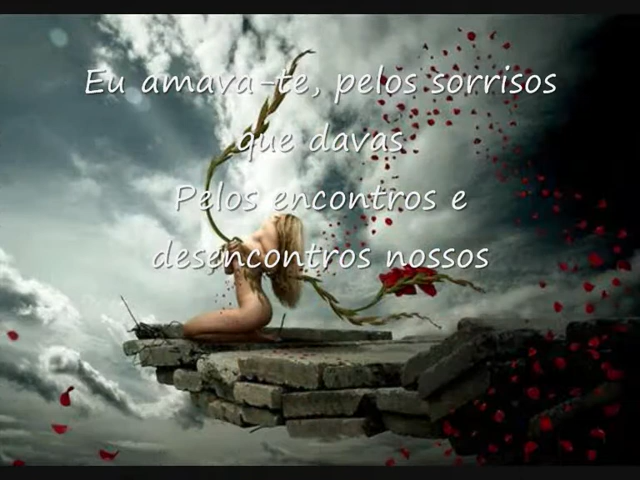 Eu amava-te, pelos sorrisos
que davas
Pelos encontros e
desencontros nossos